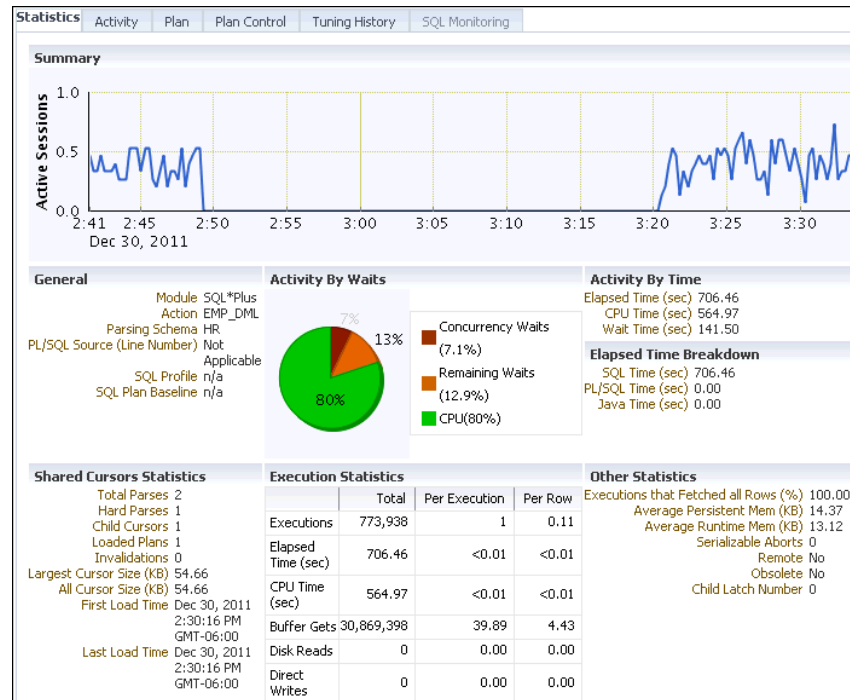 Statistics Activity Plan Plan Control Tuning History SQL Monitoring
Summary
Active Sessions
1.0
0.5
0.0
2:41 2:45 2:50 2:55 3:00 3:05 3:10 3:15 3:20 3:25 3:30
Dec 30, 2011
General
Module SQL*Plus
Action EMP_DML
Parsing Schema HR
PL/SQL Source (Line Number) Not
Applicable
SQL Profile n/a
SQL Plan Baseline n/a
Activity By Waits
7%
13%
80%
Concurrency Waits
(7.1%)
Remaining Waits
(12.9%)
CPU(80%)
Activity By Time
Elapsed Time (sec) 706.46
CPU Time (sec) 564.97
Wait Time (sec) 141.50
Elapsed Time Breakdown
SQL Time (sec) 706.46
PL/SQL Time (sec) 0.00
Java Time (sec) 0.00
Shared Cursors Statistics
Total Parses 2
Hard Parses 1
Child Cursors 1
Loaded Plans 1
Invalidations 0
Largest Cursor Size (KB) 54.66
All Cursor Size (KB) 54.66
First Load Time Dec 30, 2011
2:30:16 PM
GMT-06:00
Last Load Time Dec 30, 2011
2:30:16 PM
GMT-06:00
Execution Statistics
Total Per Execution Per Row
Executions 773,938 1 0.11
Elapsed
Time (sec) 706.46 <0.01 <0.01
CPU Time
(sec) 564.97 <0.01 <0.01
Buffer Gets 30,869,398 39.89 4.43
Disk Reads 0 0.00 0.00
Direct
Writes 0 0.00 0.00
Other Statistics
Executions that Fetched all Rows (%) 100.00
Average Persistent Mem (KB) 14.37
Average Runtime Mem (KB) 13.12
Serializable Aborts 0
Remote No
Obsolete No
Child Latch Number 0